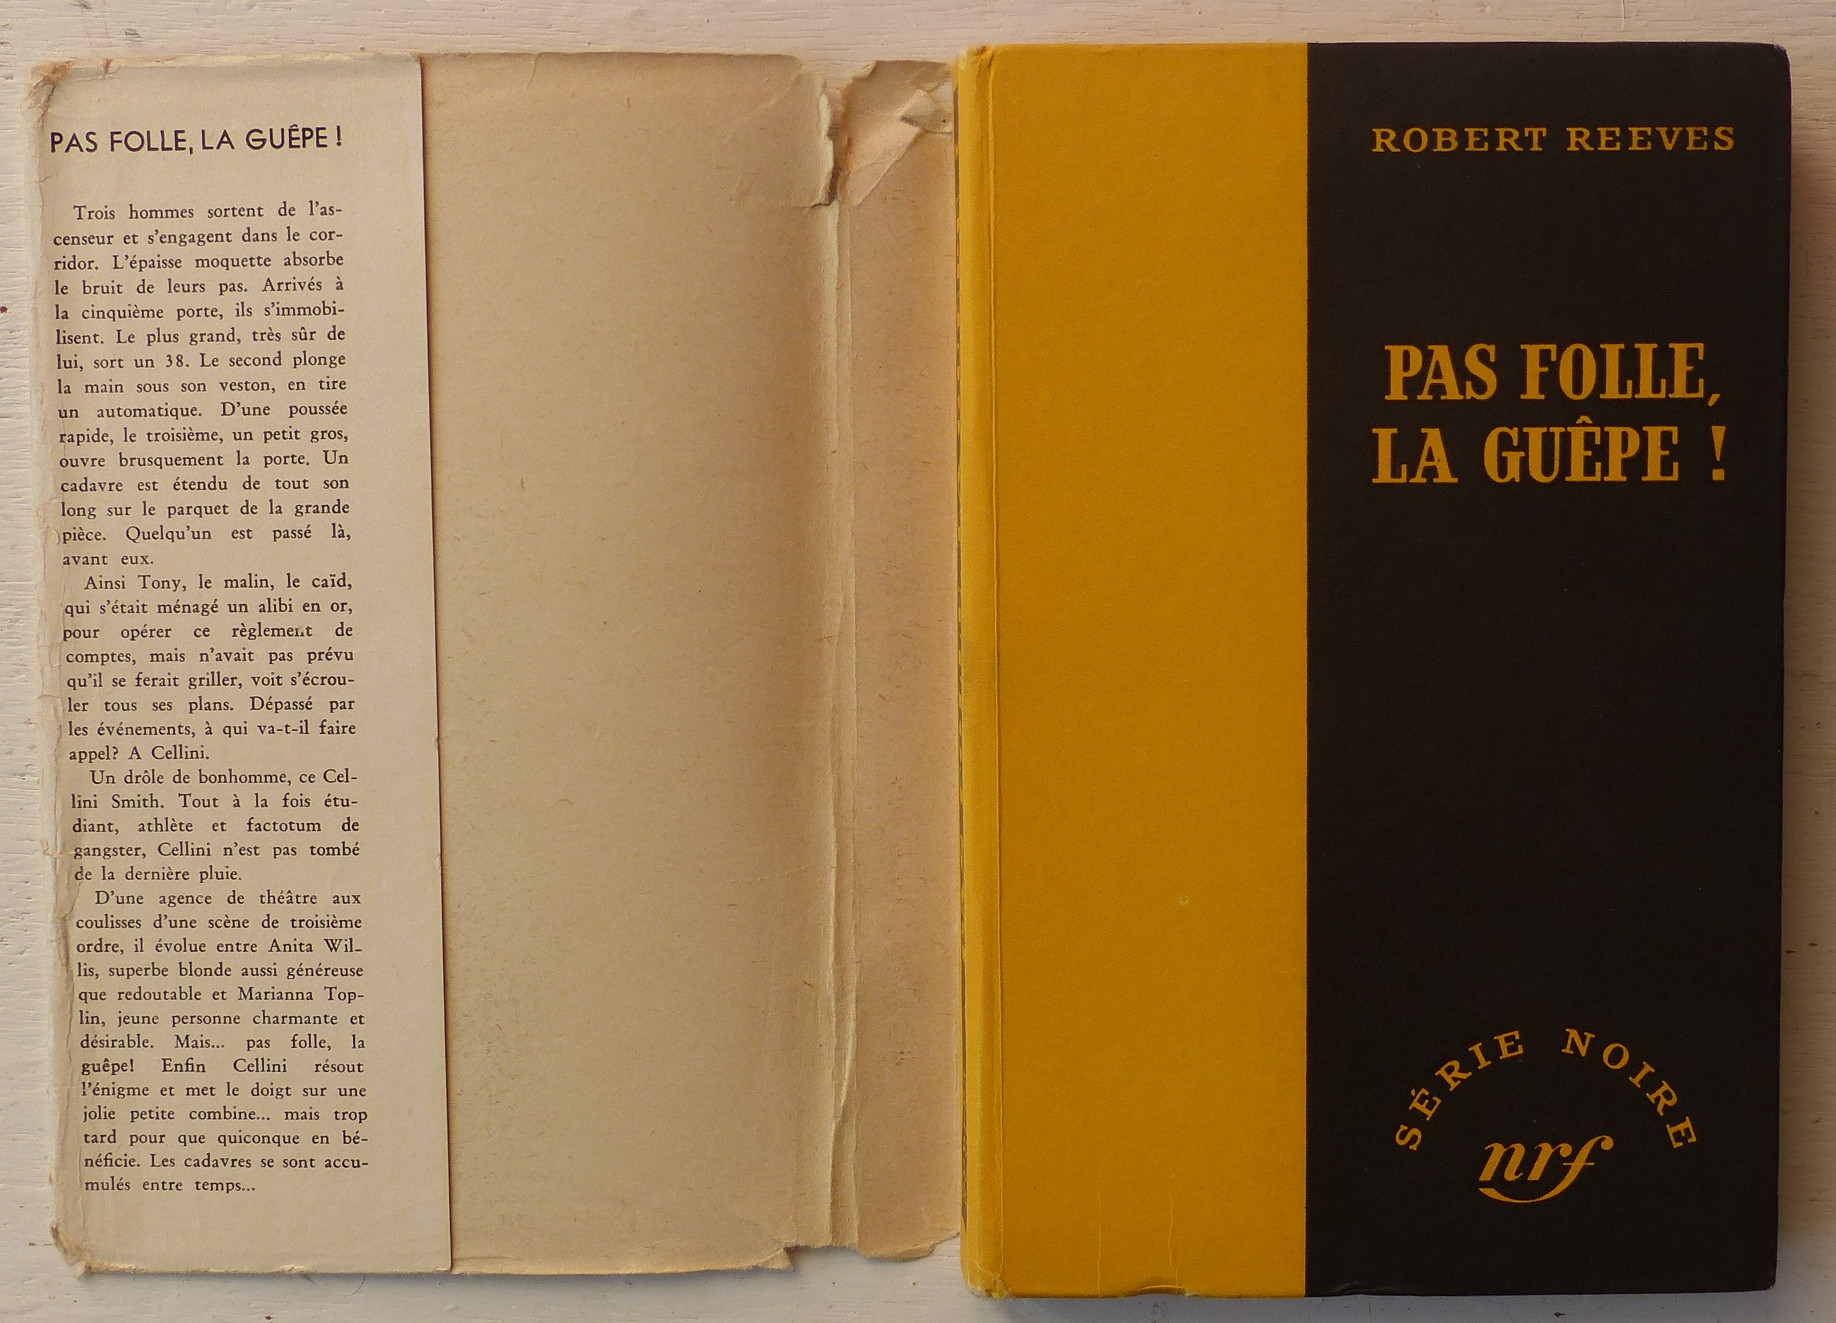 PAS FOLLE, LA GUÊPE !
Trois hommes sortent de l'as-
censeur et s'engagent dans le cor-
ridor. L'épaisse moquette absorbe
le bruit de leurs pas. Arrivés à
la cinquième porte, ils s'immobi-
lisent. Le plus grand, très sûr de
lui, sort un 38. Le second plonge
la main sous son veston, en tire
un automatique. D'une poussée
rapide, le troisième, un petit gros,
ouvre brusquement la porte. Un
cadavre est étendu de tout son
long sur le parquet de la grande
pièce. Quelqu'un est passé là,
avant eux.
Ainsi Tony, le malin, le caïd,
qui s'était ménagé un alibi en or,
pour opérer ce règlement de
comptes, mais n'avait pas prévu
qu'il se ferait griller, voit s'écrou-
ler tous ses plans. Dépassé par
les événements, à qui va-t-il faire
appel? A Cellini.
Un drôle de bonhomme, ce Cel-
lini Smith. Tout à la fois étu-
diant, athlète et factotum de
gangster, Cellini n'est pas tombé
de la dernière pluie.
D'une agence de théâtre aux
coulisses d'une scène de troisième
ordre, il évolue entre Anita Wil-
lis, superbe blonde aussi généreuse
que redoutable et Marianna Top-
lin, jeune personne charmante et
désirable. Mais... pas folle, la
guêpe! Enfin Cellini résout
l'énigme et met le doigt sur une
jolie petite combine... mais trop
tard pour que quiconque en bé-
néficie. Les cadavres se sont accu-
mulés entre temps...
ROBERT REEVES
PAS FOLLE,
LA GUÊPE !
SÉRIE NOIRE
nrf